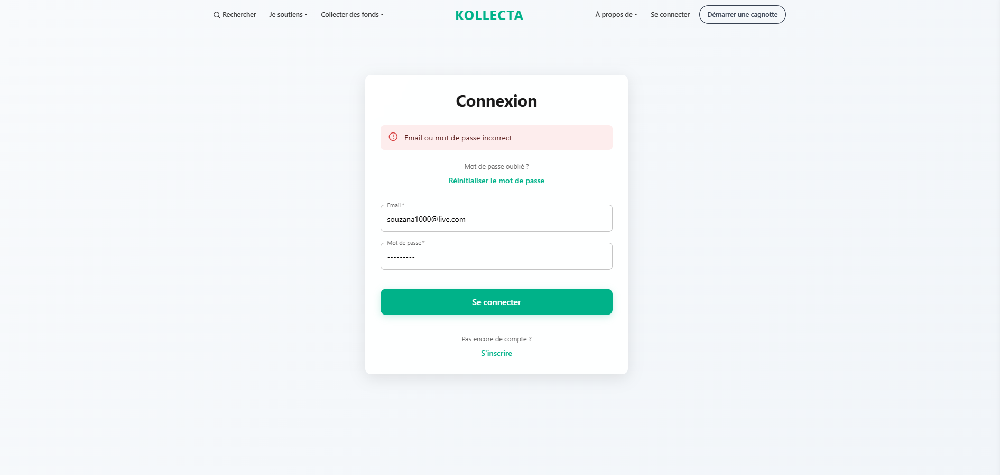 Rechercher
Je soutiens
Collecter des fonds
KOLLECTA
À propos de
Se connecter
Démarrer une cagnotte
Connexion
Email ou mot de passe incorrect
Mot de passe oublié ?
Réinitialiser le mot de passe
Email *
souzana1000@live.com
Mot de passe *
•••••••••
Se connecter
Pas encore de compte ?
S'inscrire